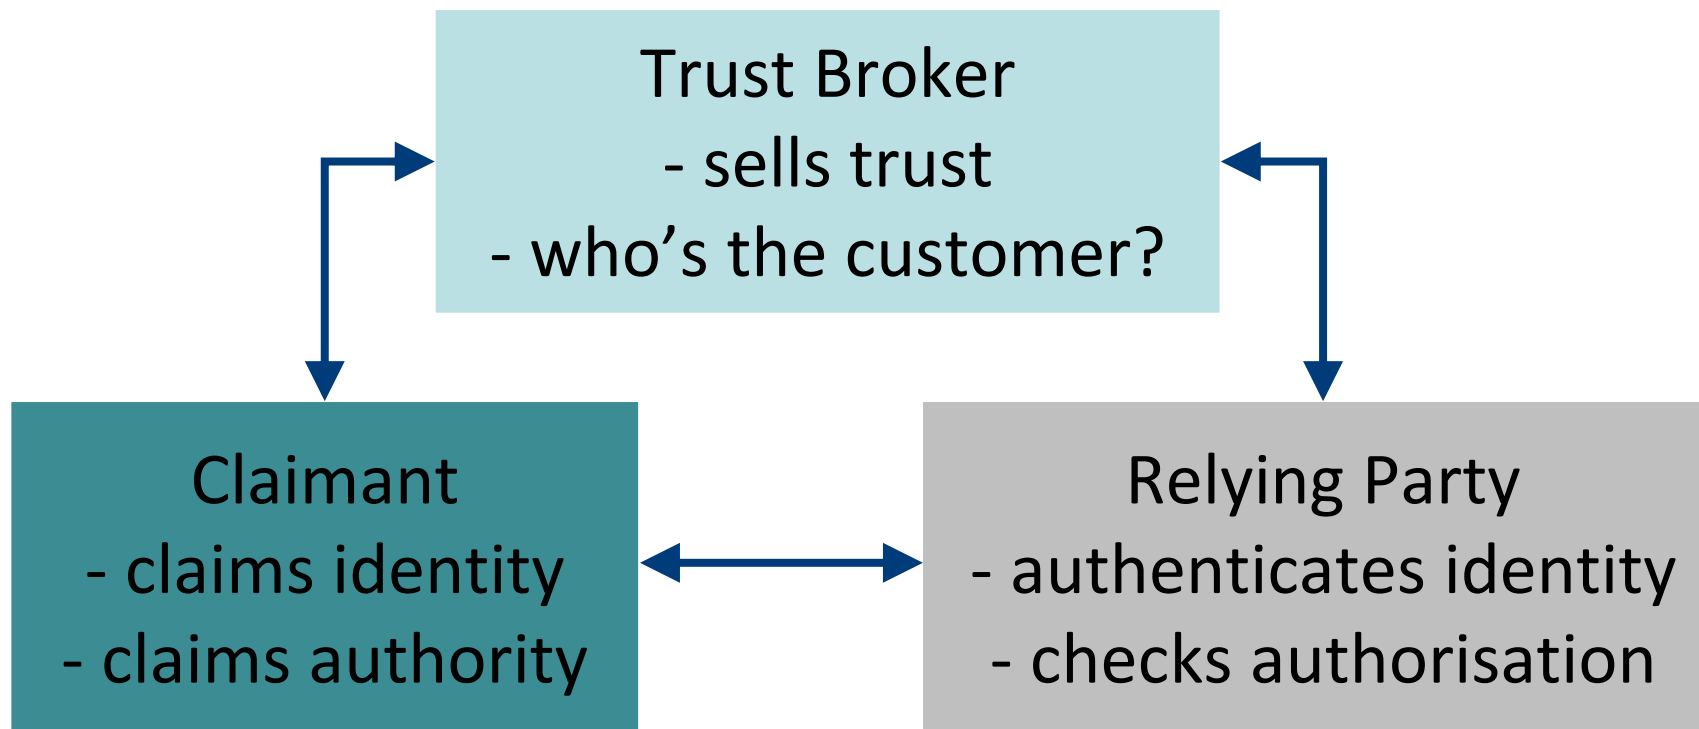 Trust Broker
- sells trust
- who’s the customer?
Claimant
- claims identity
- claims authority
Relying Party
- authenticates identity
- checks authorisation